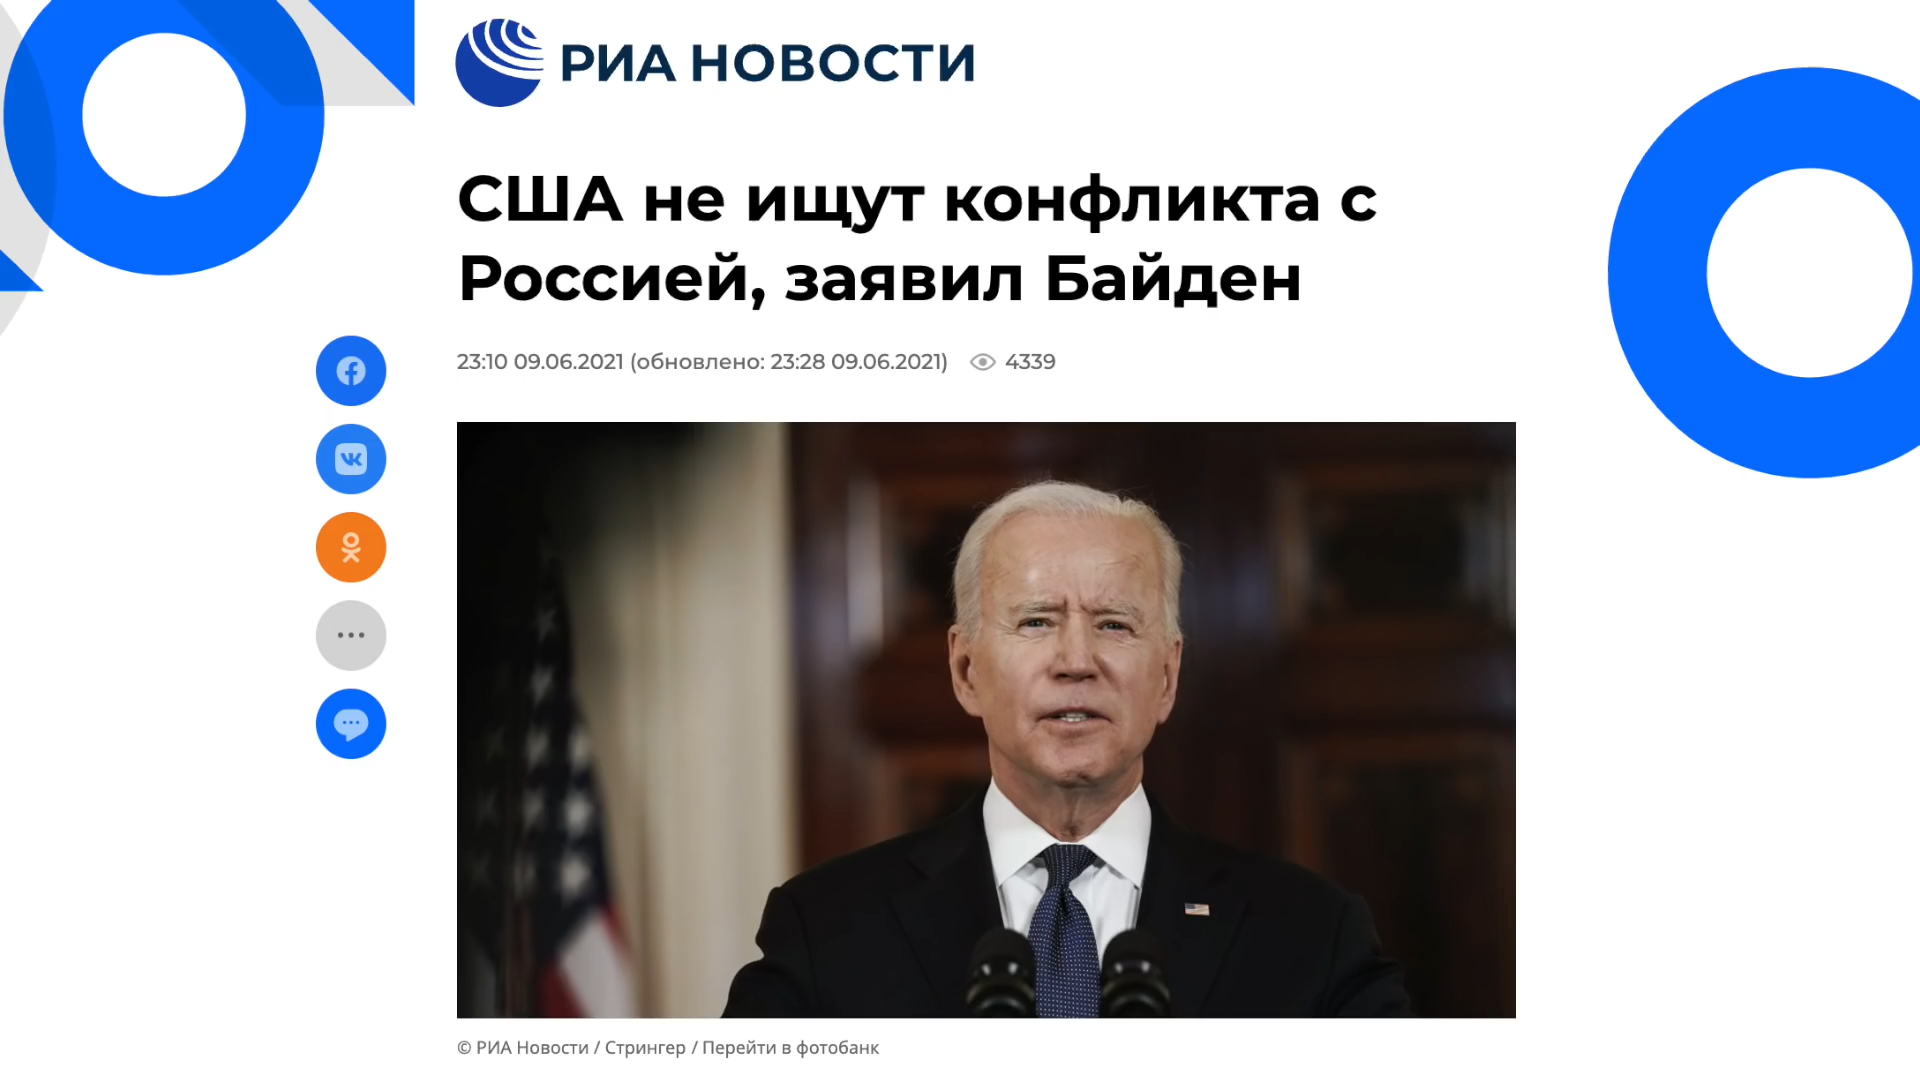 РИА НОВОСТИ
США не ищут конфликта с
Россией, заявил Байден
23:10 09.06.2021 (обновлено: 23:28 09.06.2021) 4339
© РИА Новости / Стрингер / Перейти в фотобанк